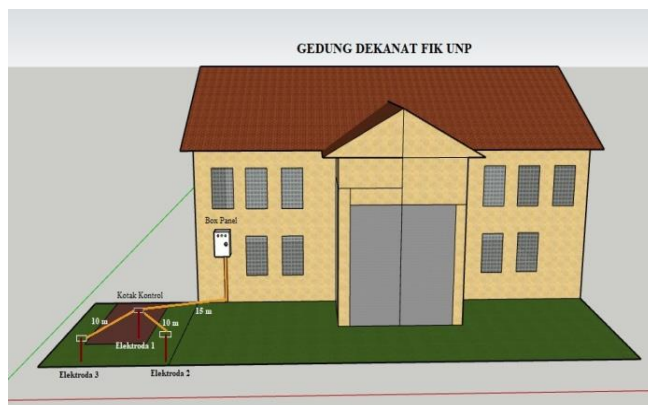 GEDUNG DEKANAT FIK UNP
Box Panel
Kotak Kontrol
15 m
10 m
10 m
Elektroda 1
Elektroda 3
Elektroda 2